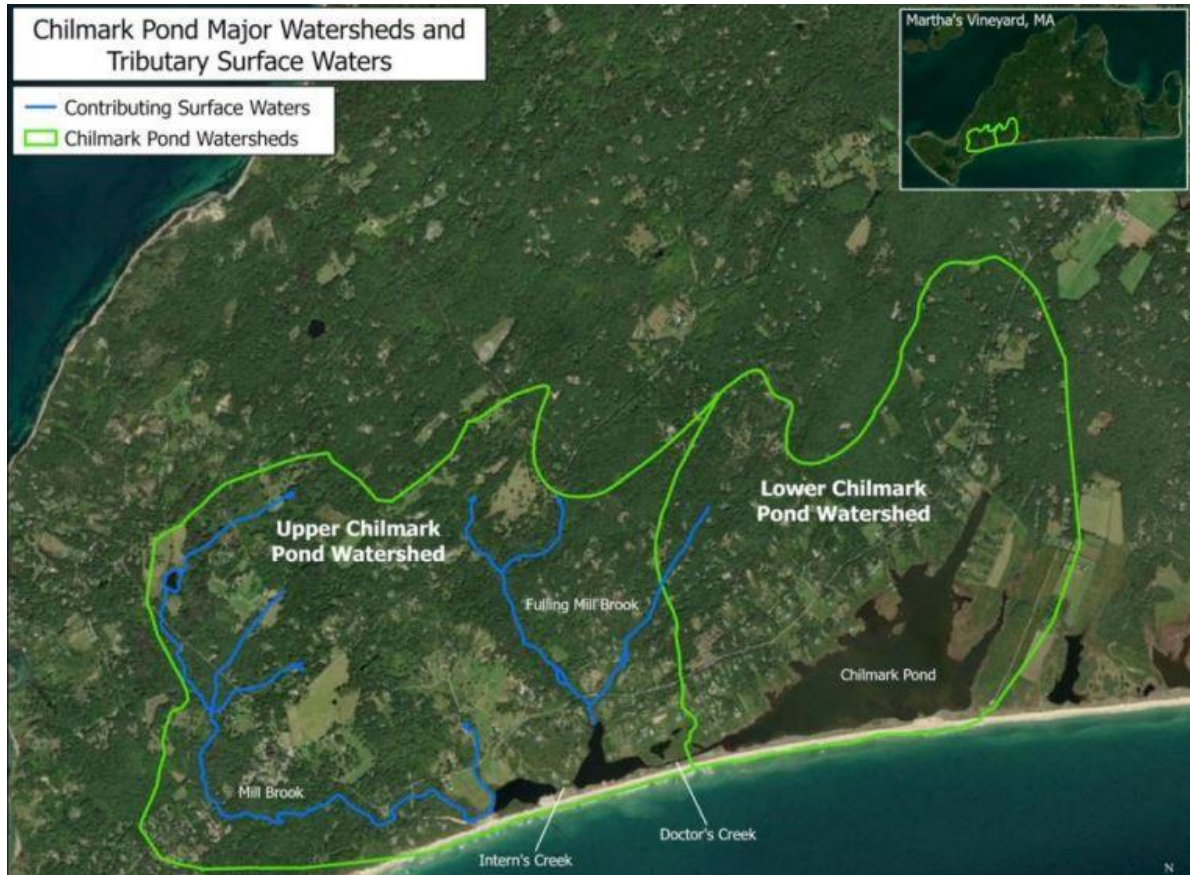 Chilmark Pond Major Watersheds and
Tributary Surface Waters
Contributing Surface Waters
Chilmark Pond Watersheds
Martha's Vineyard, MA
Upper Chilmark
Pond Watershed
Lower Chilmark
Pond Watershed
Fulling Mill Brook
Chilmark Pond
Mill Brook
Doctor's Creek
Intern's Creek
N